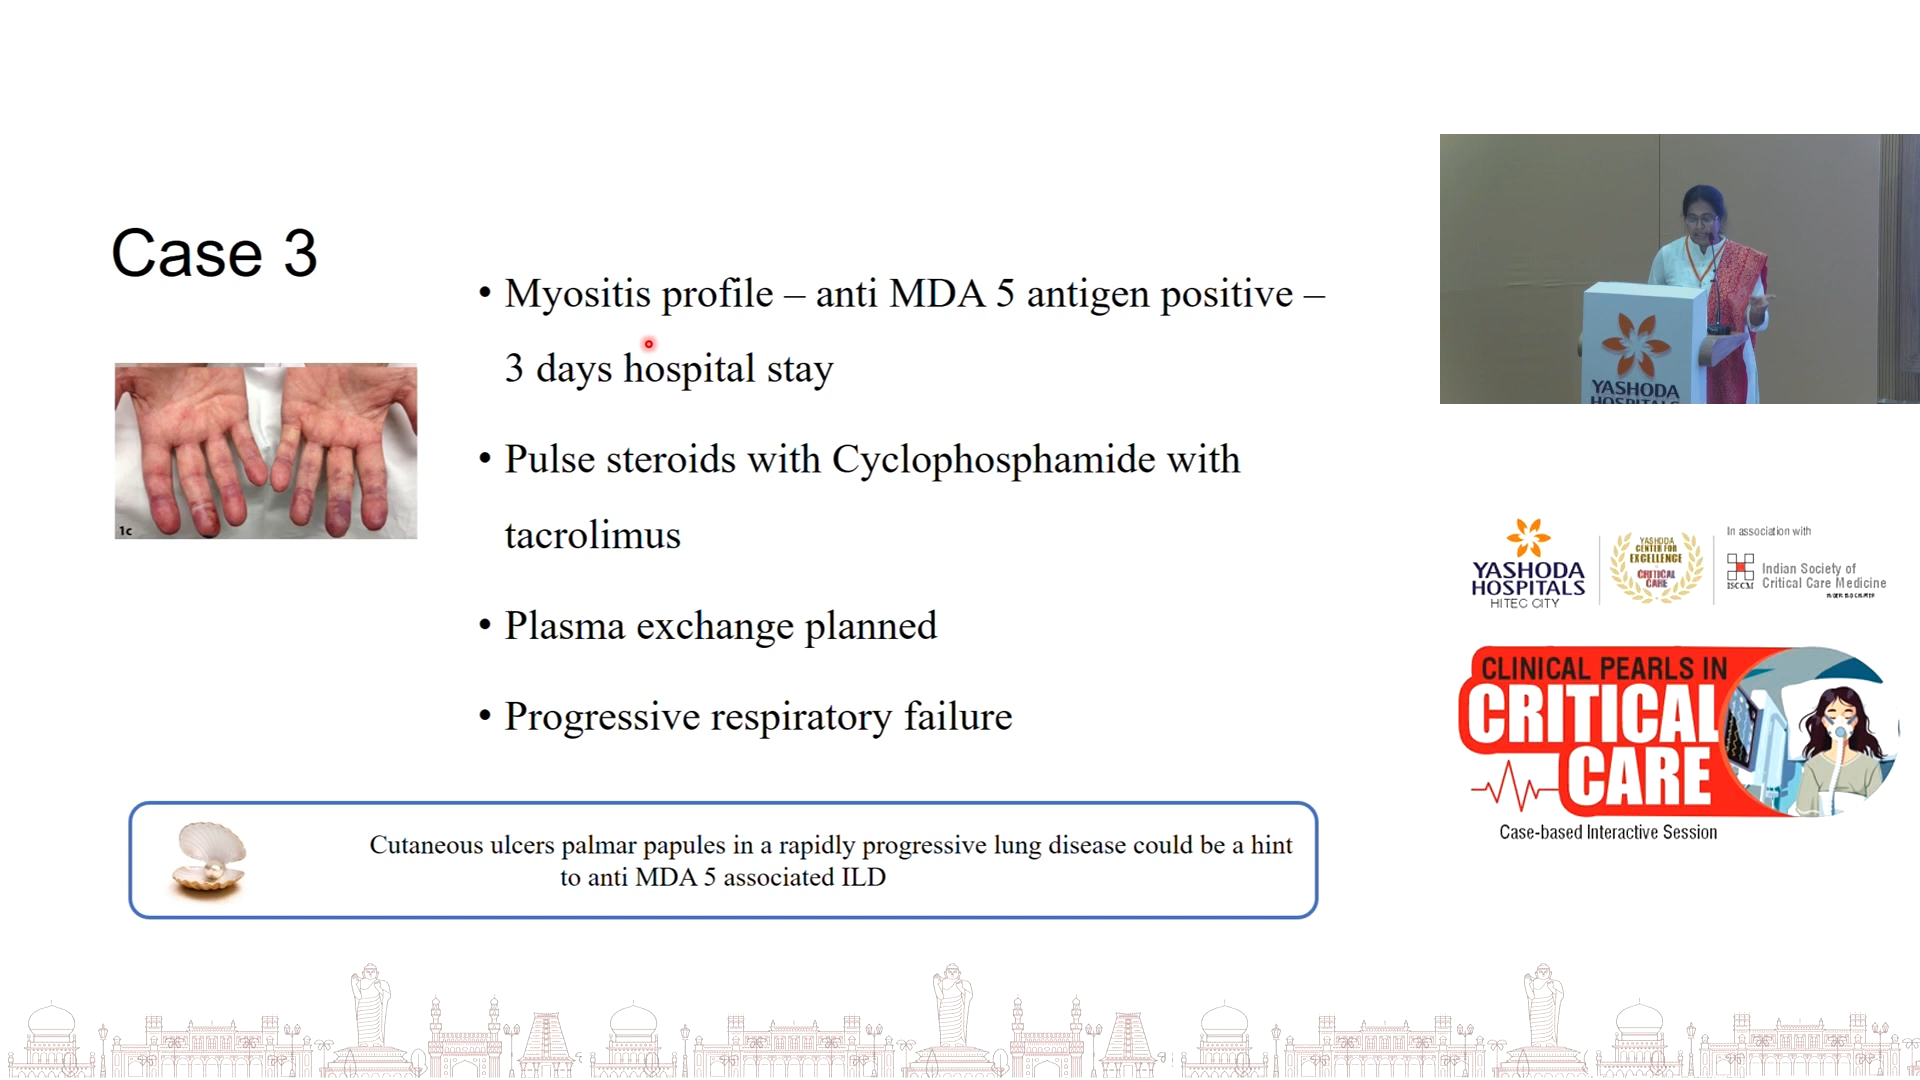 Case 3
• Myositis profile – anti MDA 5 antigen positive –
3 days hospital stay
• Pulse steroids with Cyclophosphamide with
tacrolimus
• Plasma exchange planned
• Progressive respiratory failure
1c
Cutaneous ulcers palmar papules in a rapidly progressive lung disease could be a hint
to anti MDA 5 associated ILD
YASHODA
HOSPITALS
YASHODA
HOSPITALS
HITEC CITY
YASHODA
CENTER FOR
EXCELLENCE
CRITICAL
CARE
In association with
ISCCM
Indian Society of
Critical Care Medicine
CLINICAL PEARLS IN
CRITICAL
CARE
Case-based Interactive Session